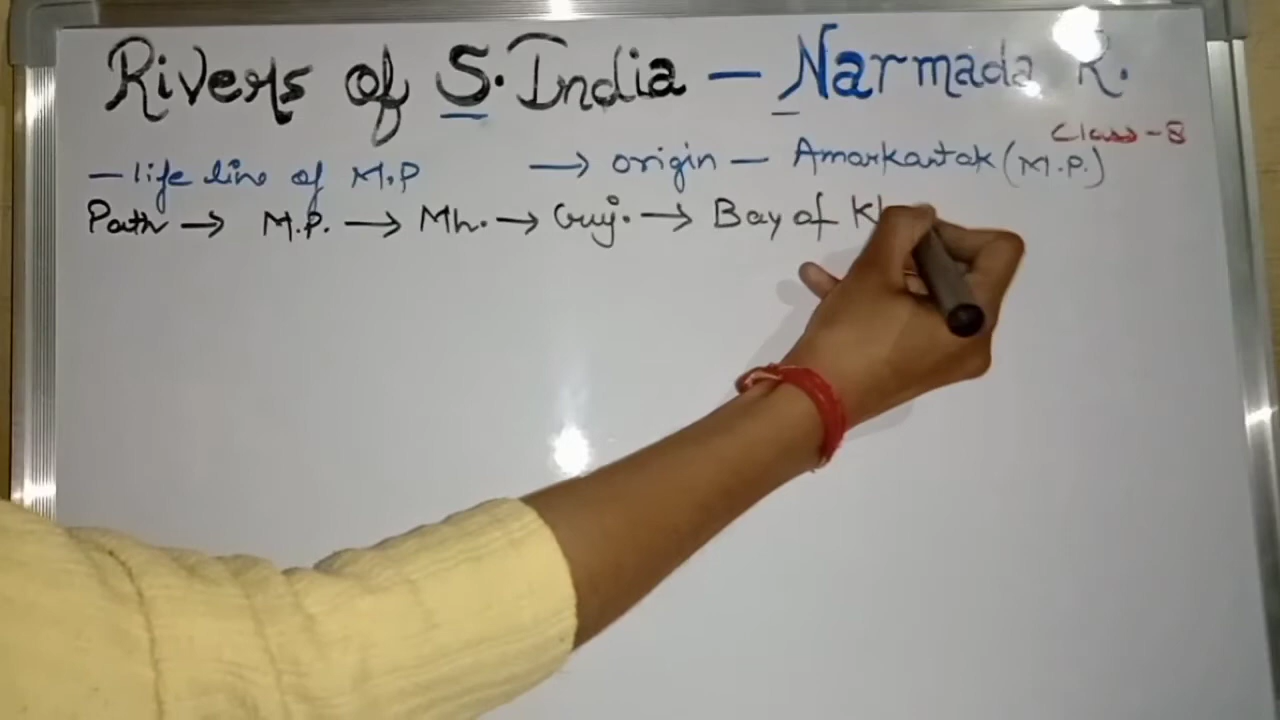 Rivers of S. India — Narmada R.
Class-8
— life line of M.P → origin — Amarkantak (M.P.)
Path → M.P. → Mh. → Guj. → Bay of